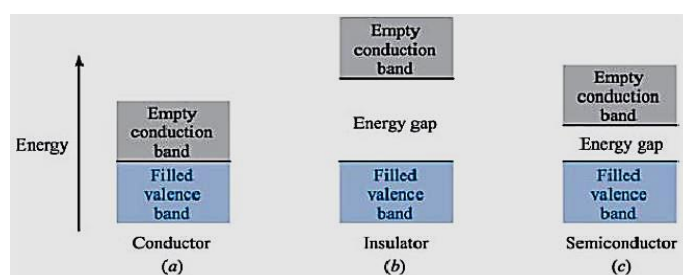 Energy
Empty
conduction
band
Filled
valence
band
Conductor
(a)
Empty
conduction
band
Energy gap
Filled
valence
band
Insulator
(b)
Empty
conduction
band
Energy gap
Filled
valence
band
Semiconductor
(c)